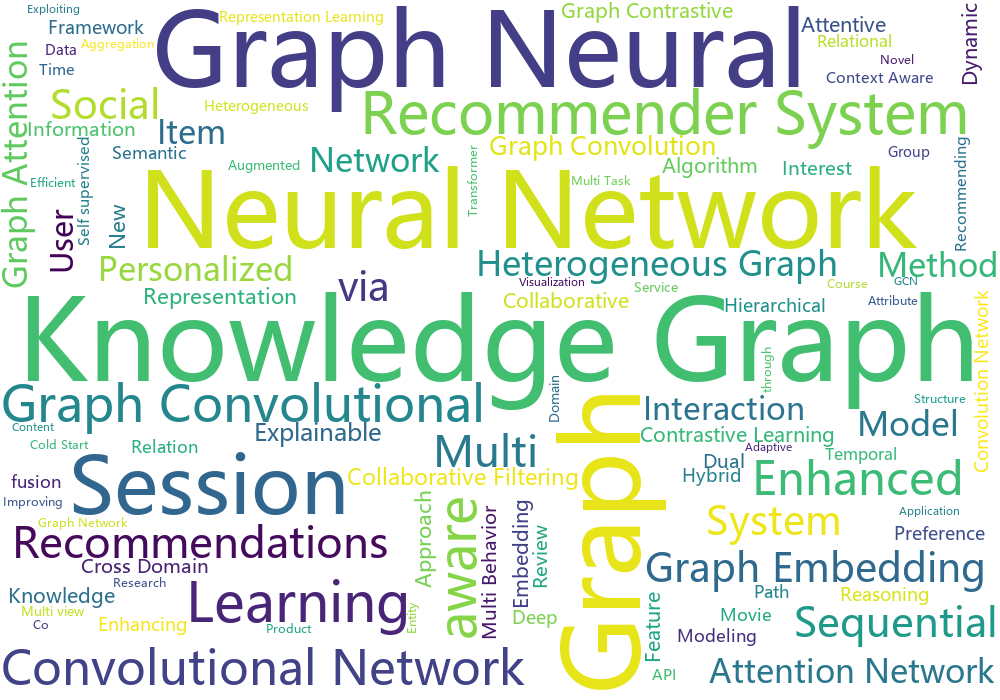 Exploiting
Representation Learning
Graph Contrastive
Framework
Graph Neural
Attentive
Dynamic
Data
Aggregation
Relational
Time
Novel
Context Aware
Graph Attention
Social
Heterogeneous
Recommender System
Information
Item
Graph Convolution
Semantic
Network
Augmented
Algorithm
Interest
Group
Self supervised
Transformer
Recommending
Efficient
Multi Task
Neural Network
User
New
Personalized
Heterogeneous Graph
Method
via
Visualization
Service
Course
GCN
Representation
Collaborative
Hierarchical
Attribute
Knowledge Graph
through
Convolution Network
Graph Convolutional
Domain
Interaction
Structure
Content
Explainable
Model
Cold Start
Relation
Multi
Contrastive Learning
Adaptive
Temporal
Session
Collaborative Filtering
Graph
Dual
Hybrid
Enhanced
fusion
Improving
Graph Network
Approach
aware
Multi Behavior
Embedding
Review
System
Application
Preference
Recommendations
Cross Domain
Research
Graph Embedding
Knowledge
Learning
Path
Reasoning
Multi view
Co
Enhancing
Product
Entity
Deep
Feature
Movie
Modeling
Sequential
Convolutional Network
API
Attention Network